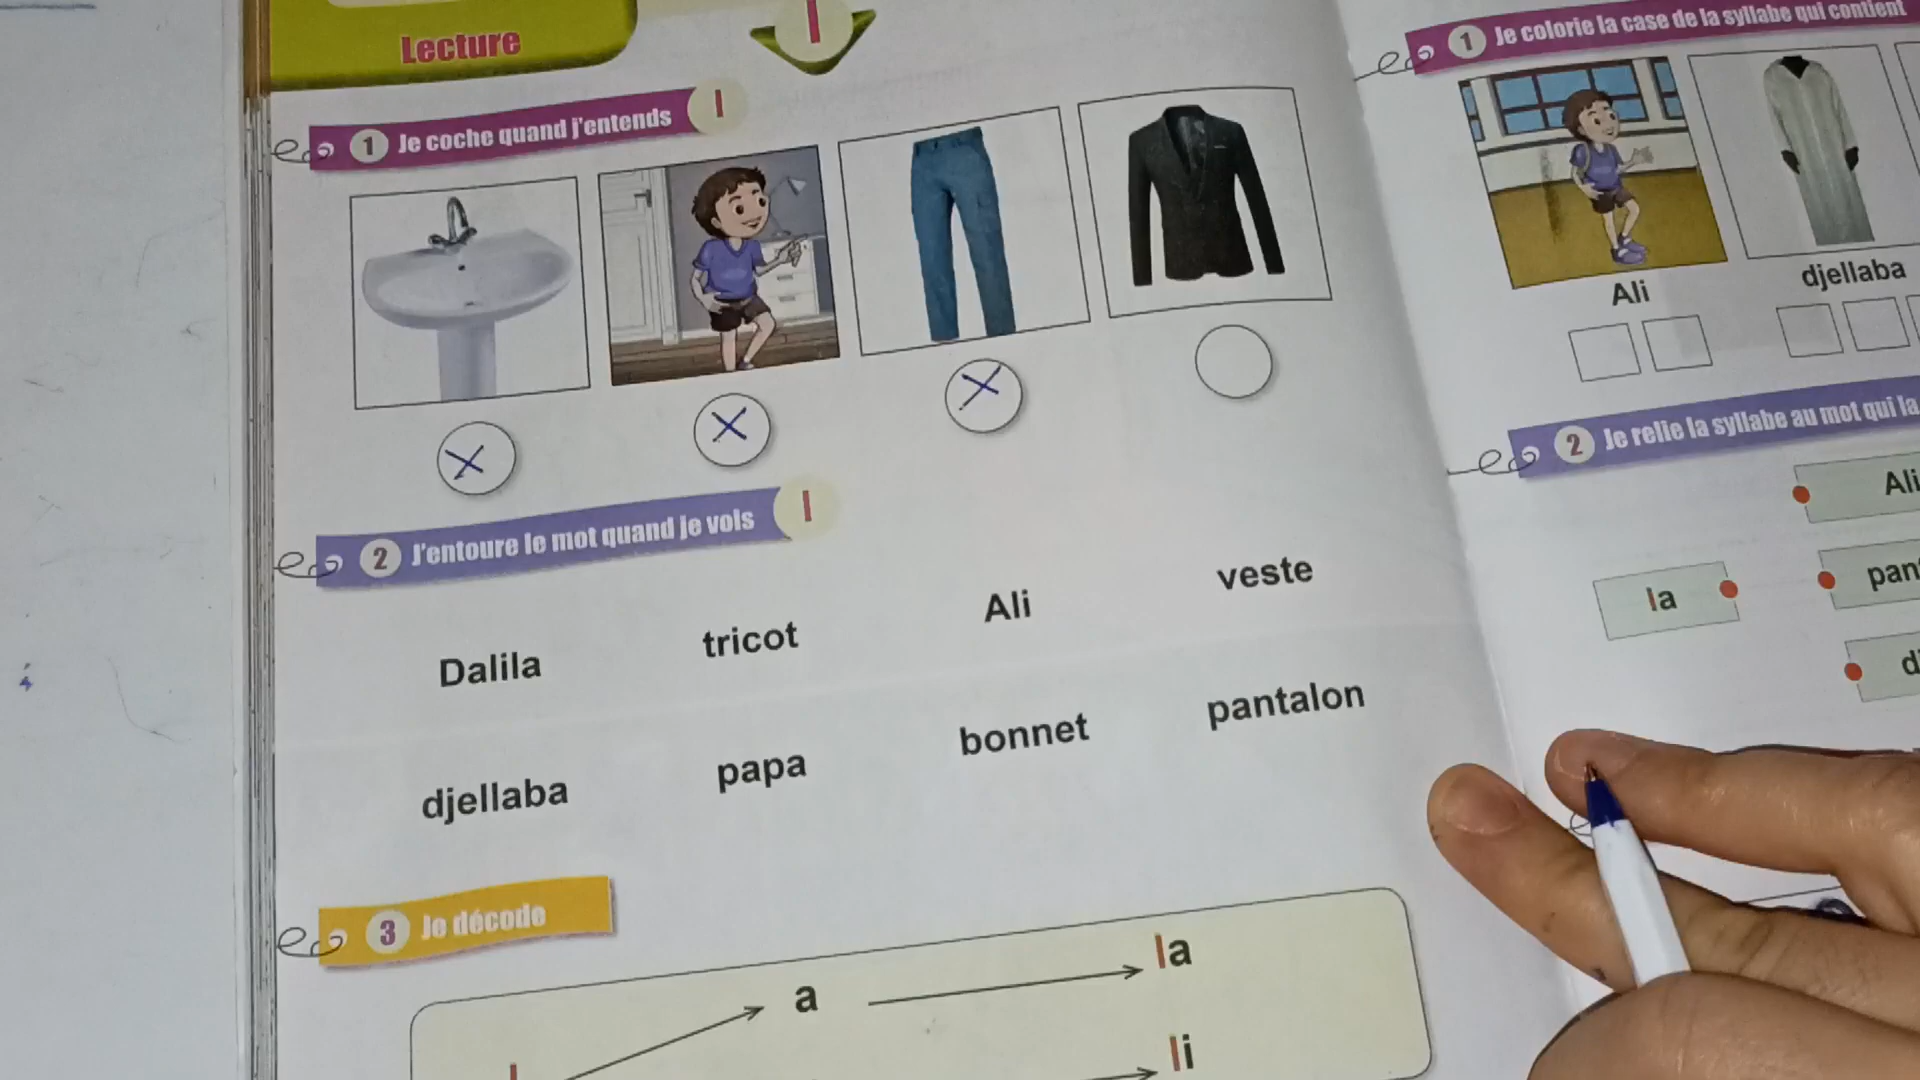 Lecture
l
1 Je coche quand j'entends l
2 J'entoure le mot quand je vois l
Dalila
tricot
Ali
veste
djellaba
papa
bonnet
pantalon
3 Je décode
a
la
l
li
1 Je colorie la case de la syllabe qui contient
Ali
djellaba
2 Je relie la syllabe au mot qui la
la
Ali
pan
d